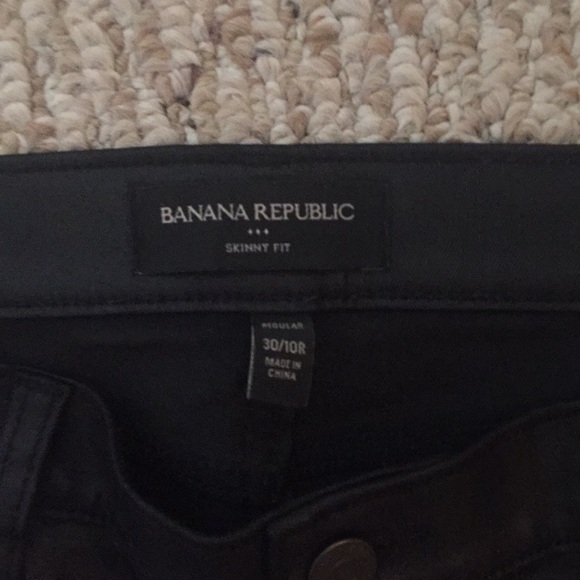 BANANA REPUBLIC
SKINNY FIT
REGULAR
30/10R
MADE IN
CHINA